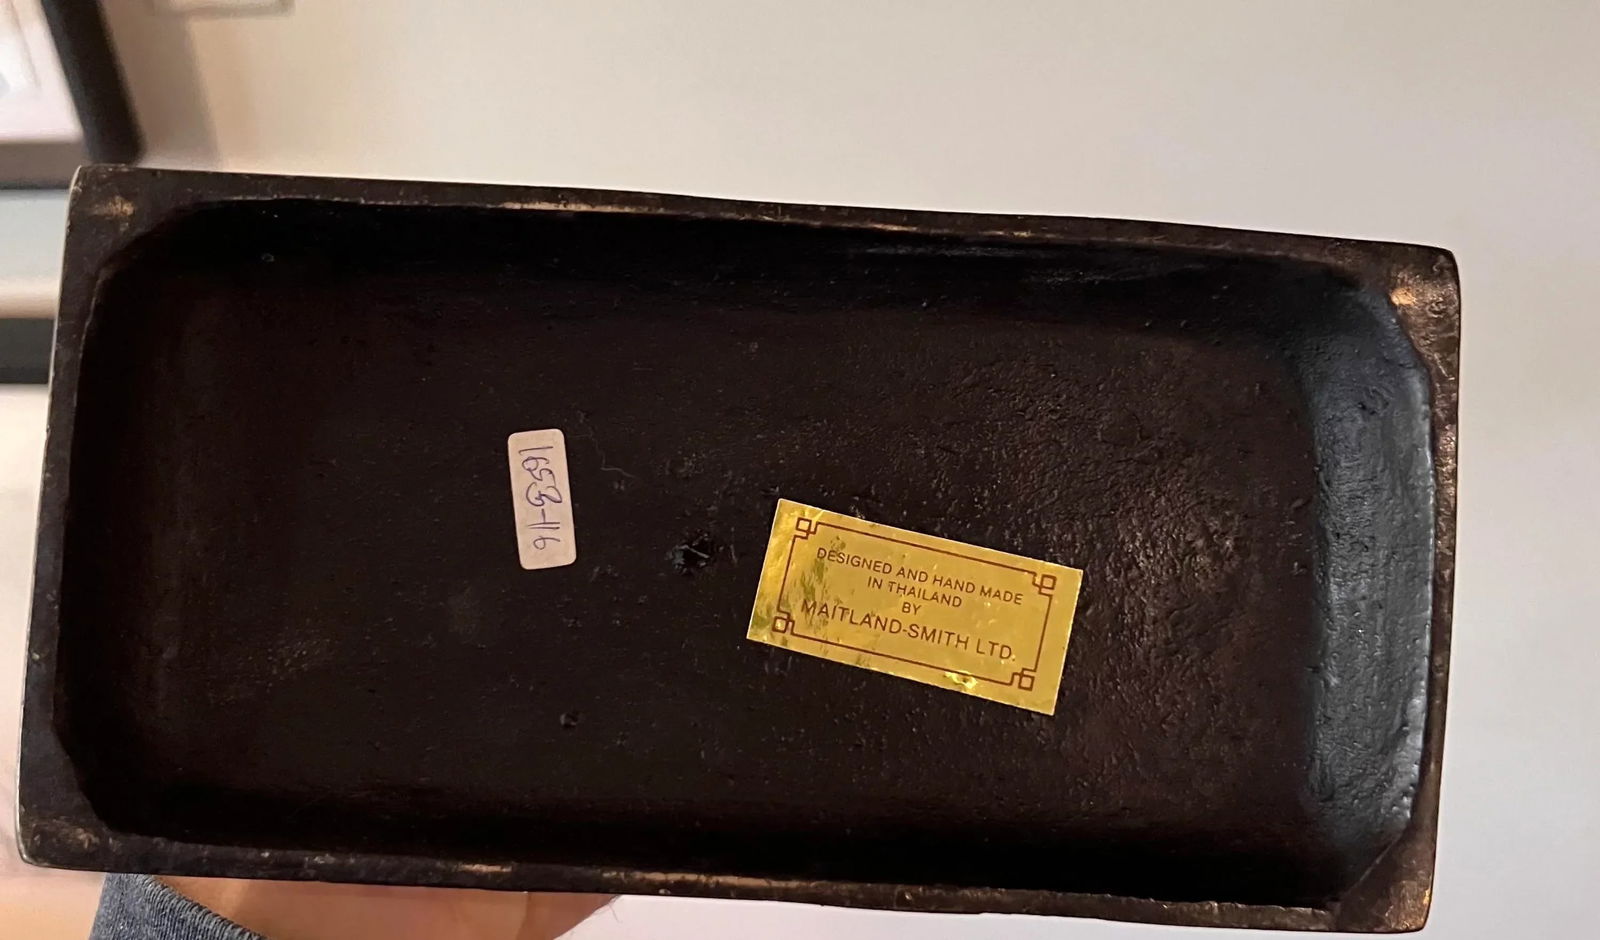 1653-116
DESIGNED AND HAND MADE
IN THAILAND
BY
MAITLAND-SMITH LTD.